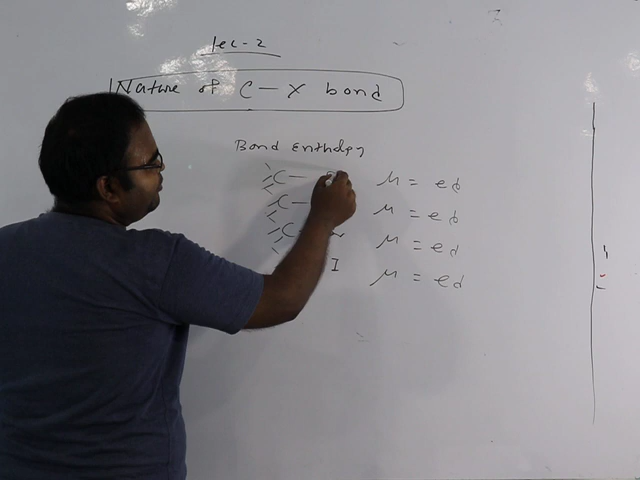 lec-2
Nature of C - X bond
Bond Enthalpy
C - μ = ed
C - μ = ed
C μ = ed
I μ = ed